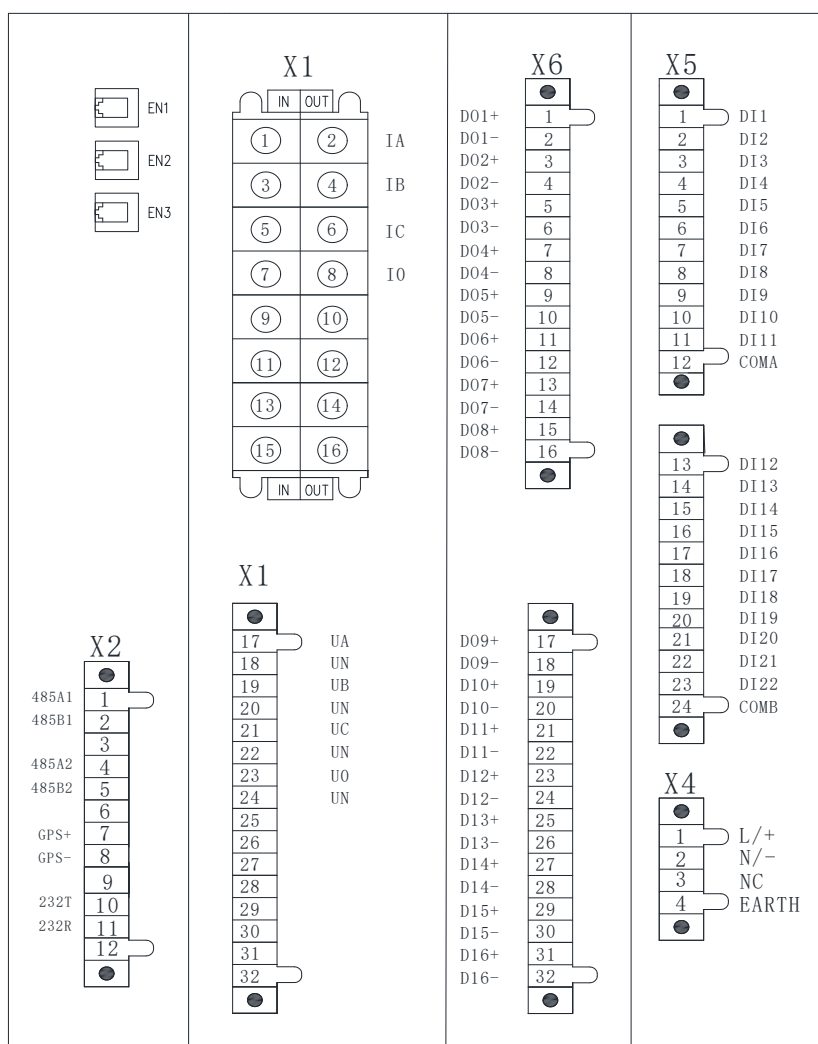 EN1
EN2
EN3
X2
485A1 1
485B1 2
3
485A2 4
485B2 5
6
GPS+ 7
GPS- 8
9
232T 10
232R 11
12
X1
IN OUT
1 2 IA
3 4 IB
5 6 IC
7 8 I0
9 10
11 12
13 14
15 16
IN OUT
X1
17 UA
18 UN
19 UB
20 UN
21 UC
22 UN
23 U0
24 UN
25
26
27
28
29
30
31
32
X6
D01+ 1
D01- 2
D02+ 3
D02- 4
D03+ 5
D03- 6
D04+ 7
D04- 8
D05+ 9
D05- 10
D06+ 11
D06- 12
D07+ 13
D07- 14
D08+ 15
D08- 16
D09+ 17
D09- 18
D10+ 19
D10- 20
D11+ 21
D11- 22
D12+ 23
D12- 24
D13+ 25
D13- 26
D14+ 27
D14- 28
D15+ 29
D15- 30
D16+ 31
D16- 32
X5
1 DI1
2 DI2
3 DI3
4 DI4
5 DI5
6 DI6
7 DI7
8 DI8
9 DI9
10 DI10
11 DI11
12 COMA
13 DI12
14 DI13
15 DI14
16 DI15
17 DI16
18 DI17
19 DI18
20 DI19
21 DI20
22 DI21
23 DI22
24 COMB
X4
1 L/+
2 N/-
3 NC
4 EARTH